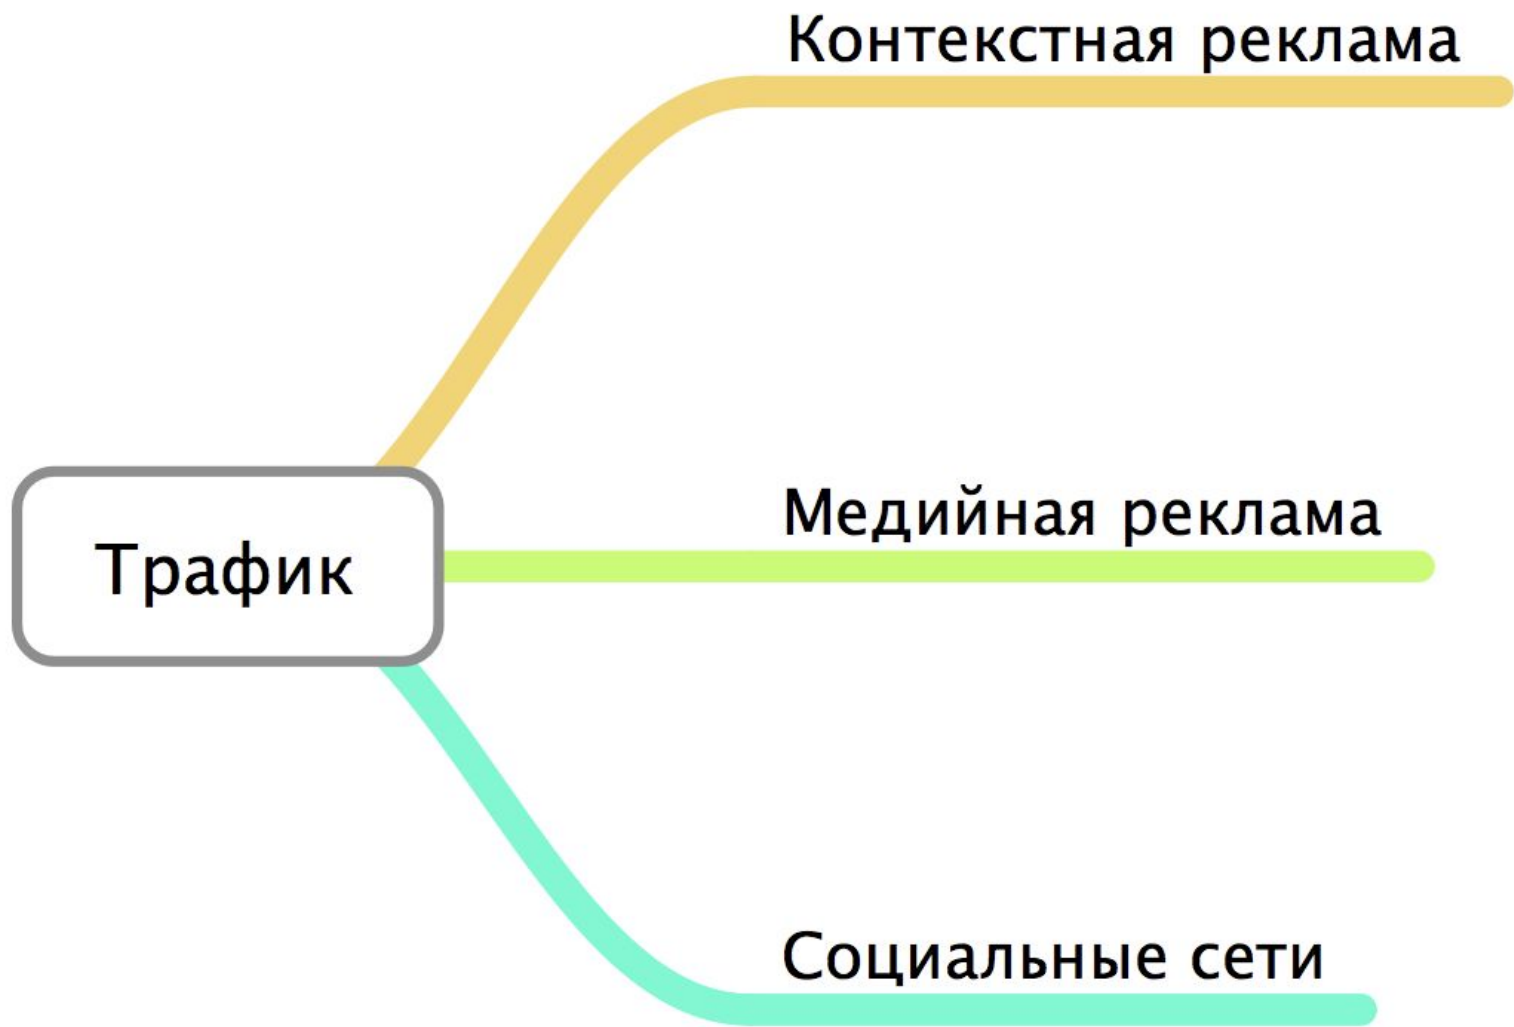 Контекстная реклама
Медийная реклама
Трафик
Социальные сети